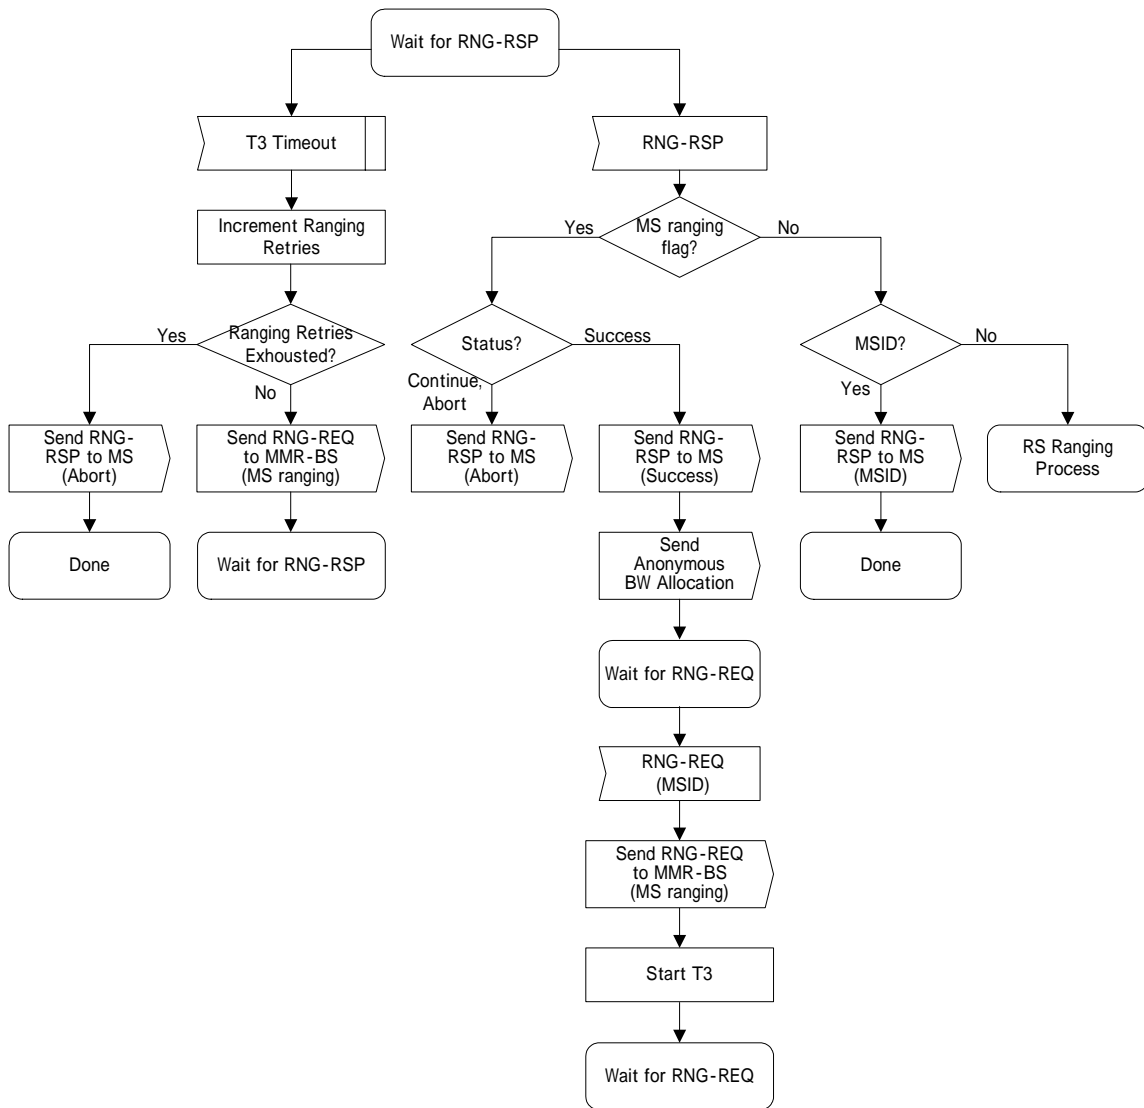 Wait for RNG-RSP
T3 Timeout
RNG-RSP
Increment Ranging
Retries
Yes
MS ranging
flag?
No
Yes
Ranging Retries
Exhousted?
No
Status?
Success
Continue,
Abort
MSID?
No
Yes
Send RNG-
RSP to MS
(Abort)
Send RNG-REQ
to MMR-BS
(MS ranging)
Send RNG-
RSP to MS
(Abort)
Send RNG-
RSP to MS
(Success)
Send RNG-
RSP to MS
(MSID)
RS Ranging
Process
Done
Wait for RNG-RSP
Send
Anonymous
BW Allocation
Done
Wait for RNG-REQ
RNG-REQ
(MSID)
Send RNG-REQ
to MMR-BS
(MS ranging)
Start T3
Wait for RNG-REQ